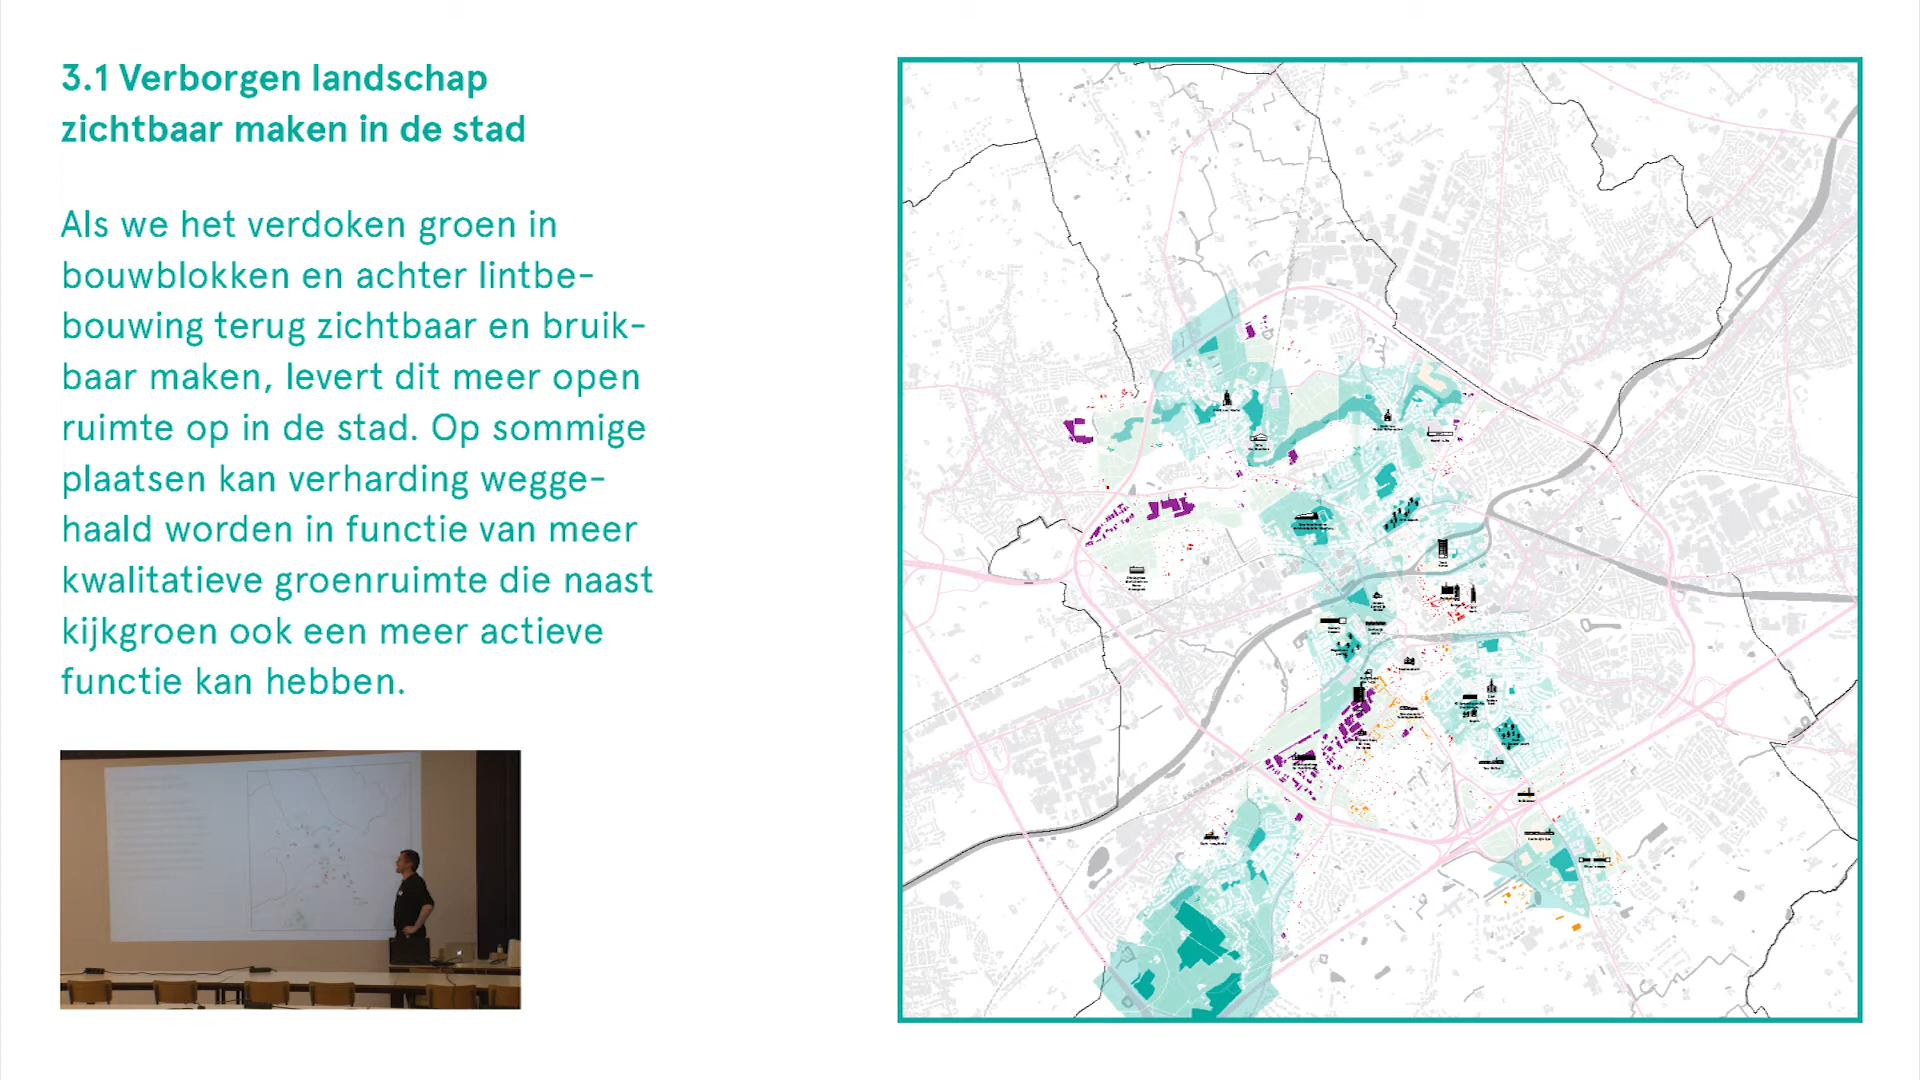 3.1 Verborgen landschap
zichtbaar maken in de stad
Als we het verdoken groen in
bouwblokken en achter lintbe-
bouwing terug zichtbaar en bruik-
baar maken, levert dit meer open
ruimte op in de stad. Op sommige
plaatsen kan verharding wegge-
haald worden in functie van meer
kwalitatieve groenruimte die naast
kijkgroen ook een meer actieve
functie kan hebben.